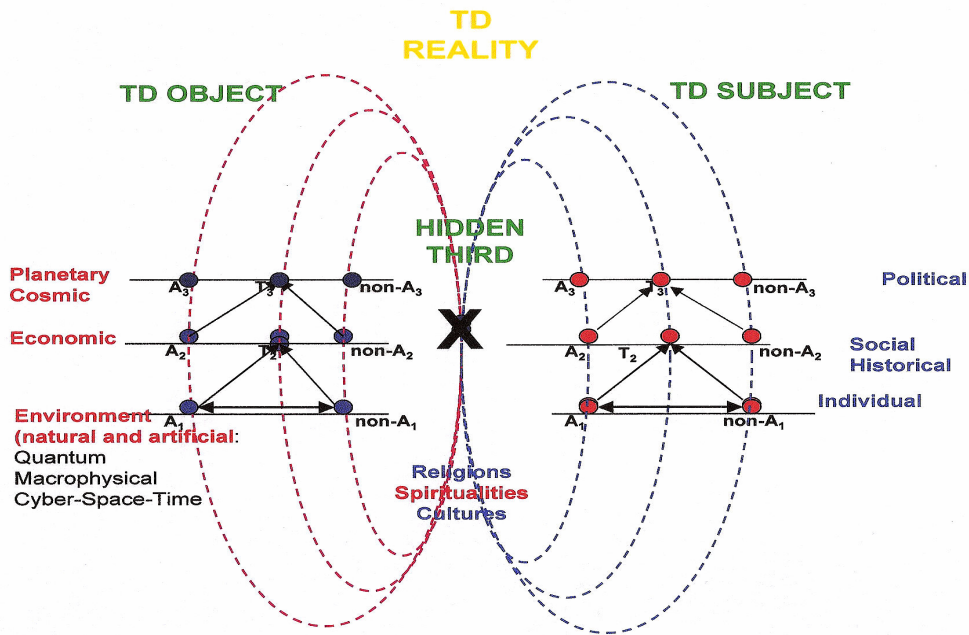 TD
REALITY
TD OBJECT
TD SUBJECT
HIDDEN
THIRD
Planetary
Cosmic
A3
T3
non-A3
A3
T3
non-A3
Political
Economic
A2
T2
non-A2
A2
T2
non-A2
Social
Historical
Environment
(natural and artificial:
Quantum
Macrophysical
Cyber-Space-Time
A1
non-A1
A1
non-A1
Individual
X
Religions
Spiritualities
Cultures